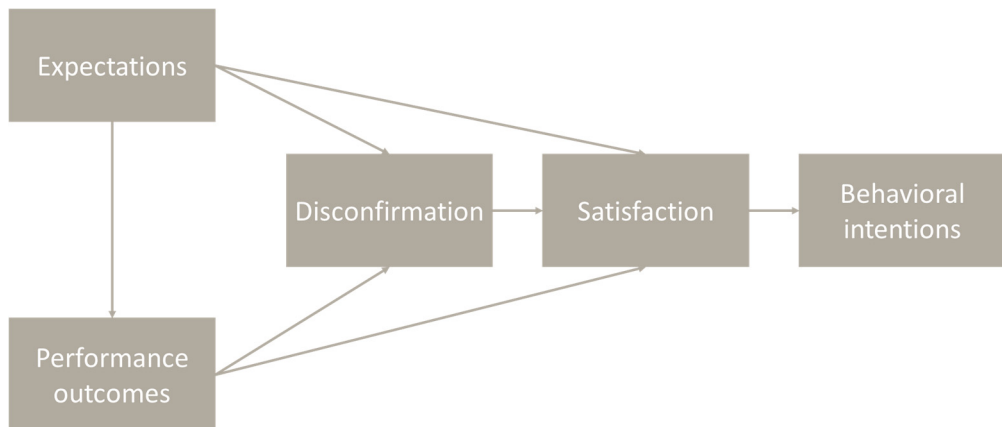 Expectations
Disconfirmation
Satisfaction
Behavioral
intentions
Performance
outcomes